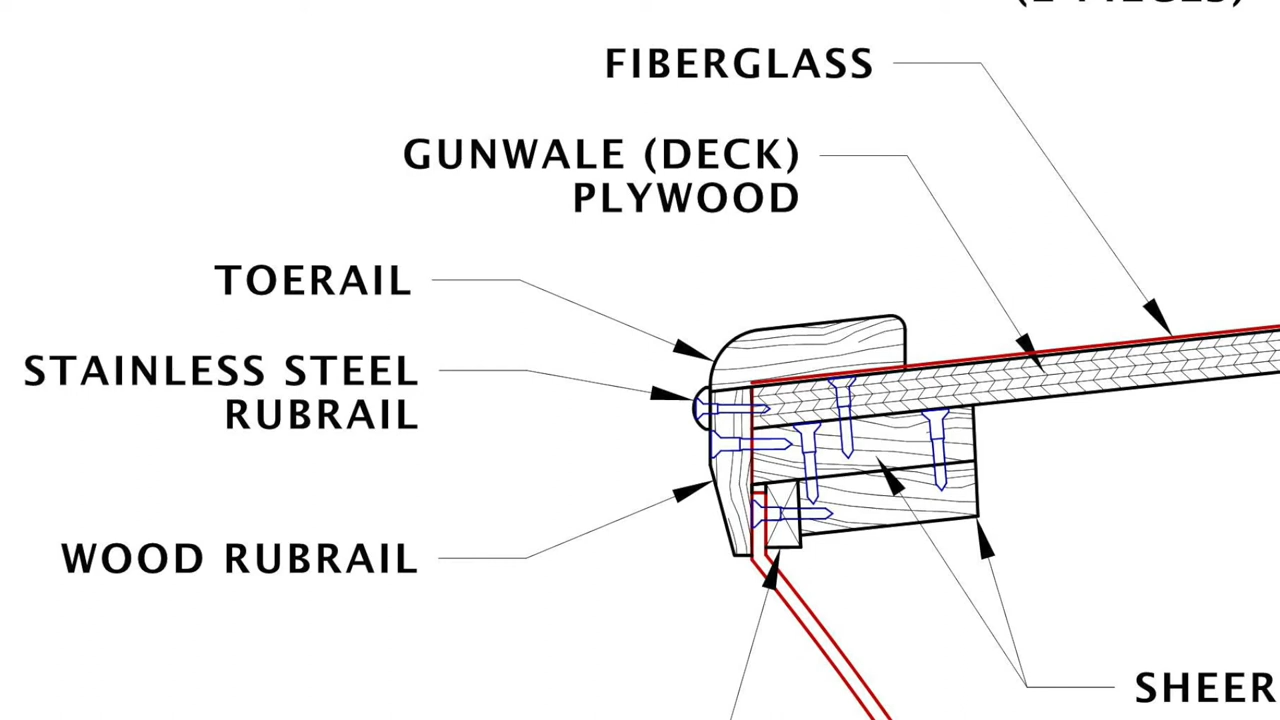 FIBERGLASS
GUNWALE (DECK)
PLYWOOD
TOERAIL
STAINLESS STEEL
RUBRAIL
WOOD RUBRAIL
SHEER